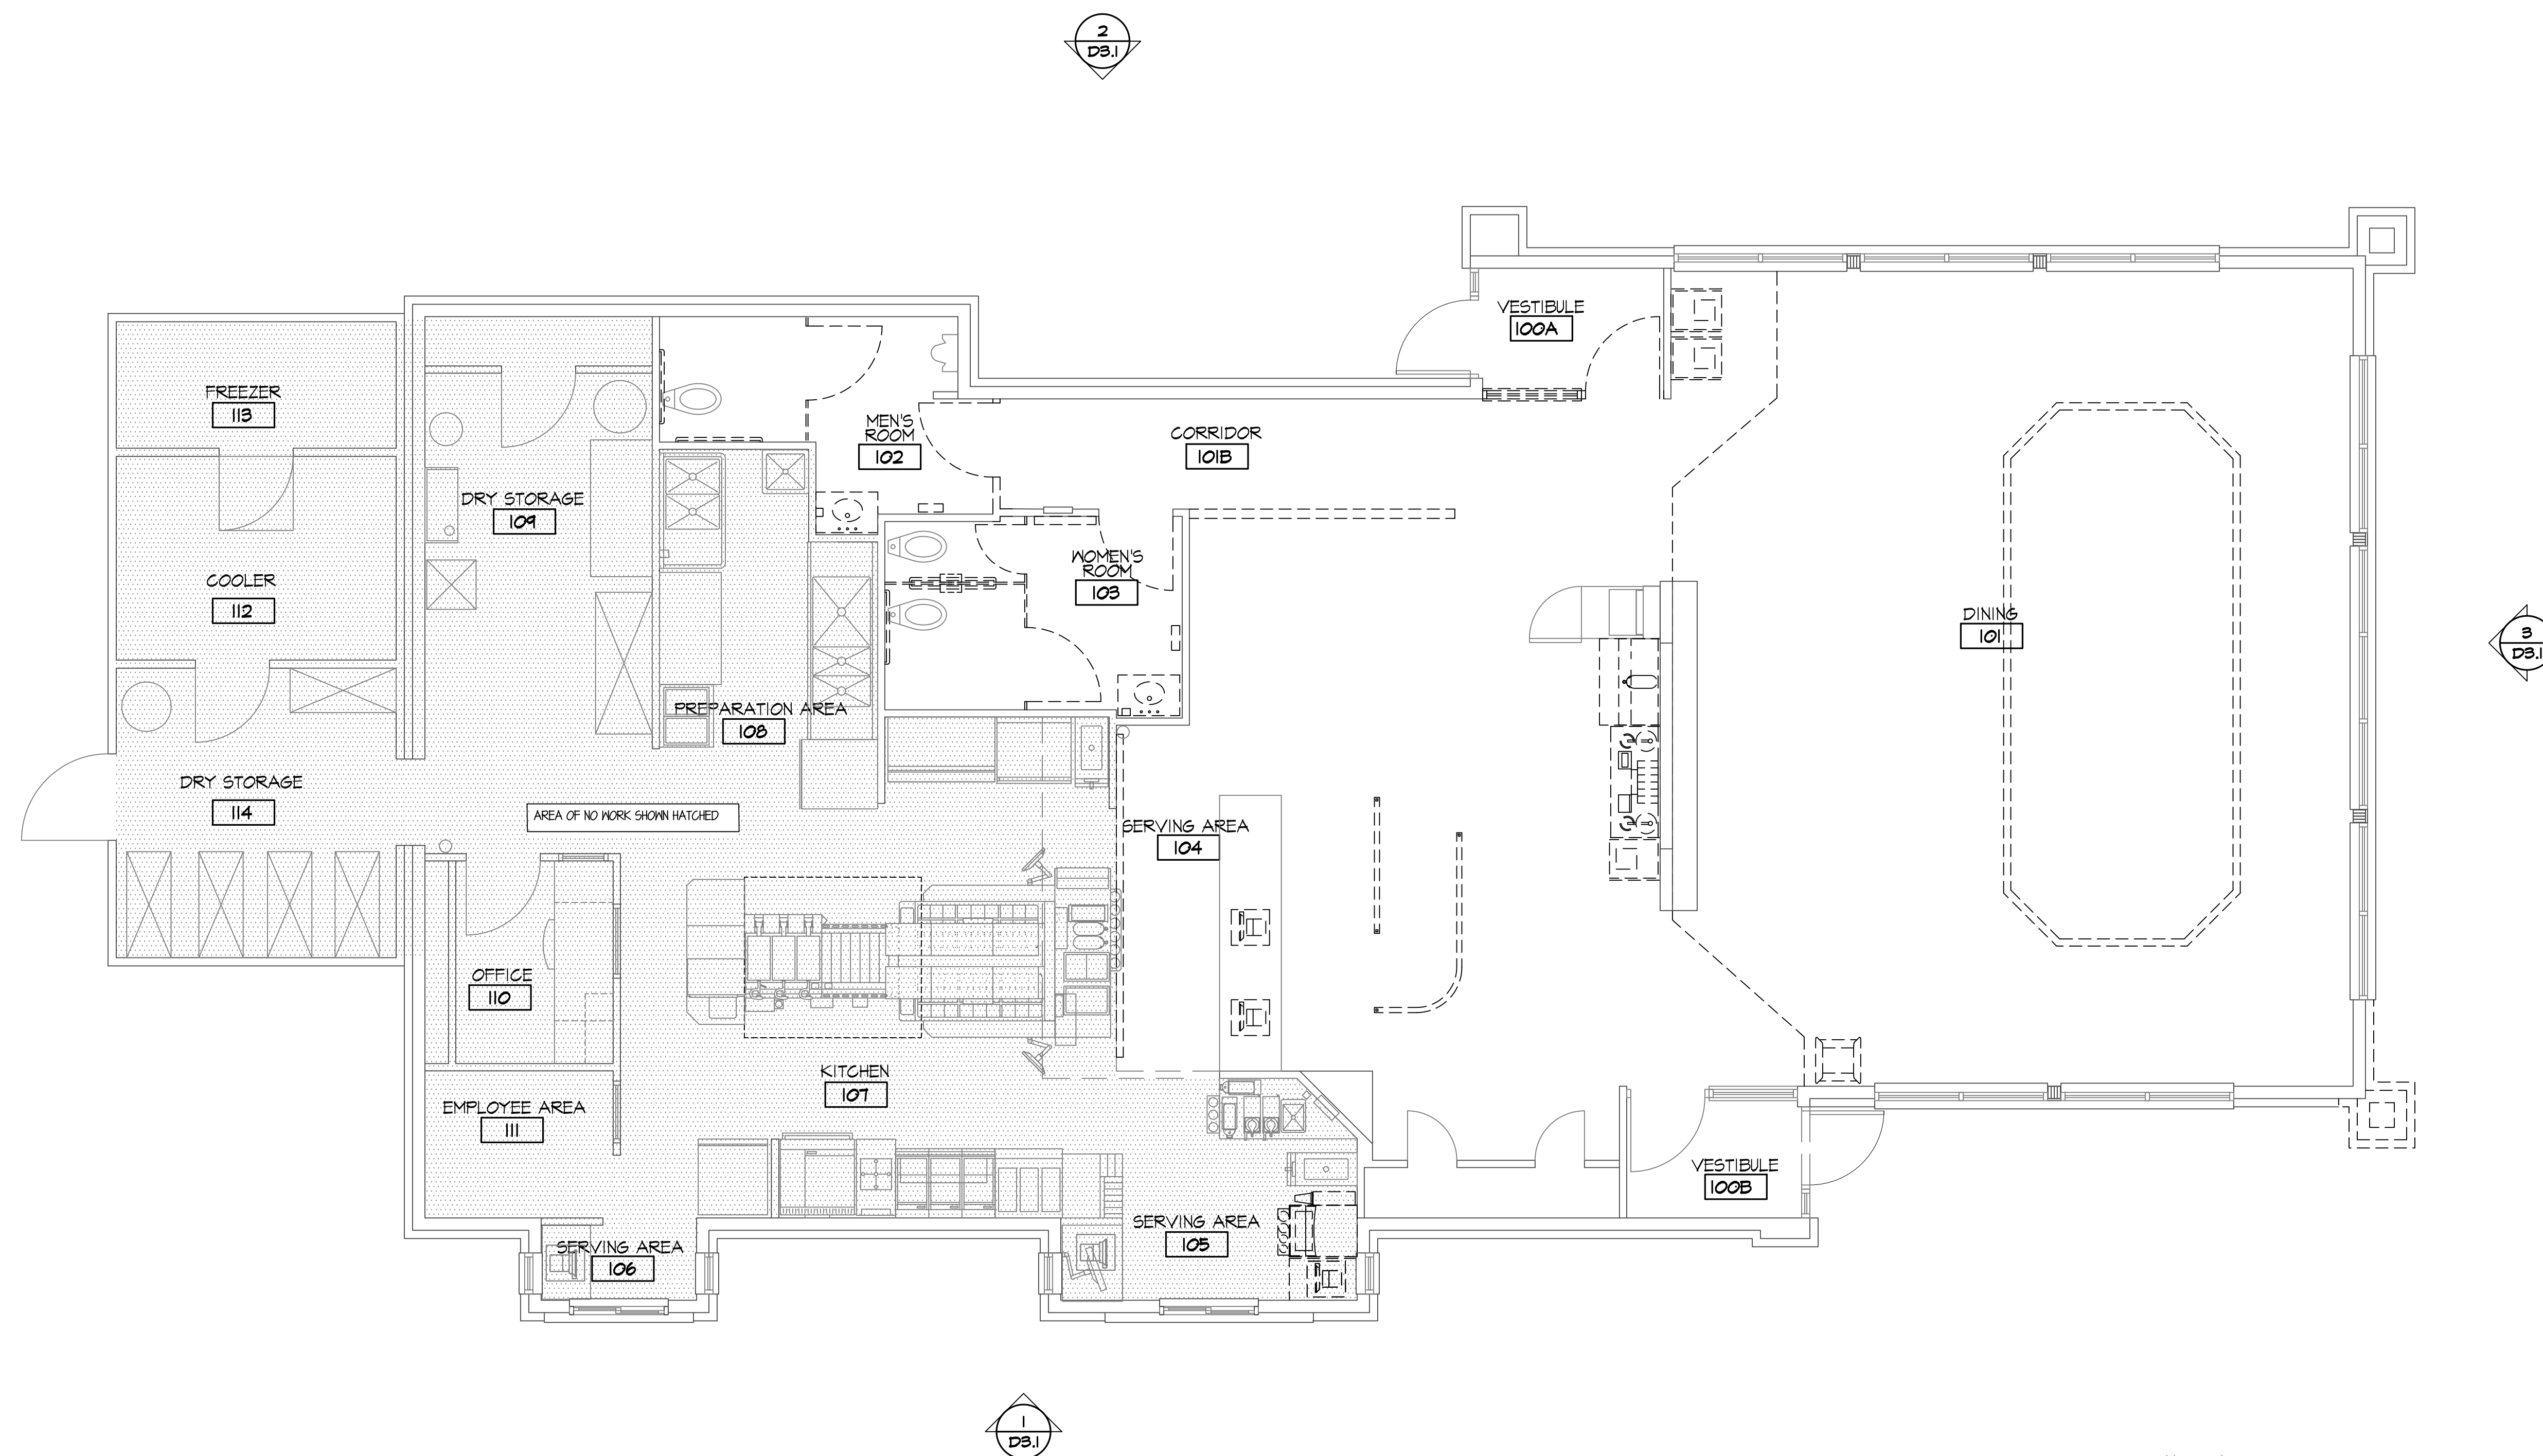 2
D3.1
VESTIBULE
100A
FREEZER
113
MEN'S
ROOM
102
CORRIDOR
101B
DRY STORAGE
109
WOMEN'S
ROOM
103
COOLER
112
DINING
101
3
D3.1
PREPARATION AREA
108
DRY STORAGE
114
AREA OF NO WORK SHOWN HATCHED
SERVING AREA
104
OFFICE
110
KITCHEN
107
EMPLOYEE AREA
111
VESTIBULE
100B
SERVING AREA
105
SERVING AREA
106
1
D3.1